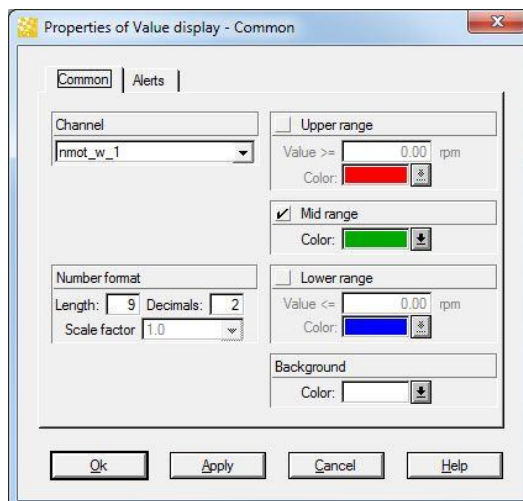 Properties of Value display - Common
Common Alerts
Channel
nmot_w_1
Upper range
Value >= 0.00 rpm
Color:
Mid range
Color:
Number format
Length: 9 Decimals: 2
Scale factor 1.0
Lower range
Value <= 0.00 rpm
Color:
Background
Color:
Ok Apply Cancel Help